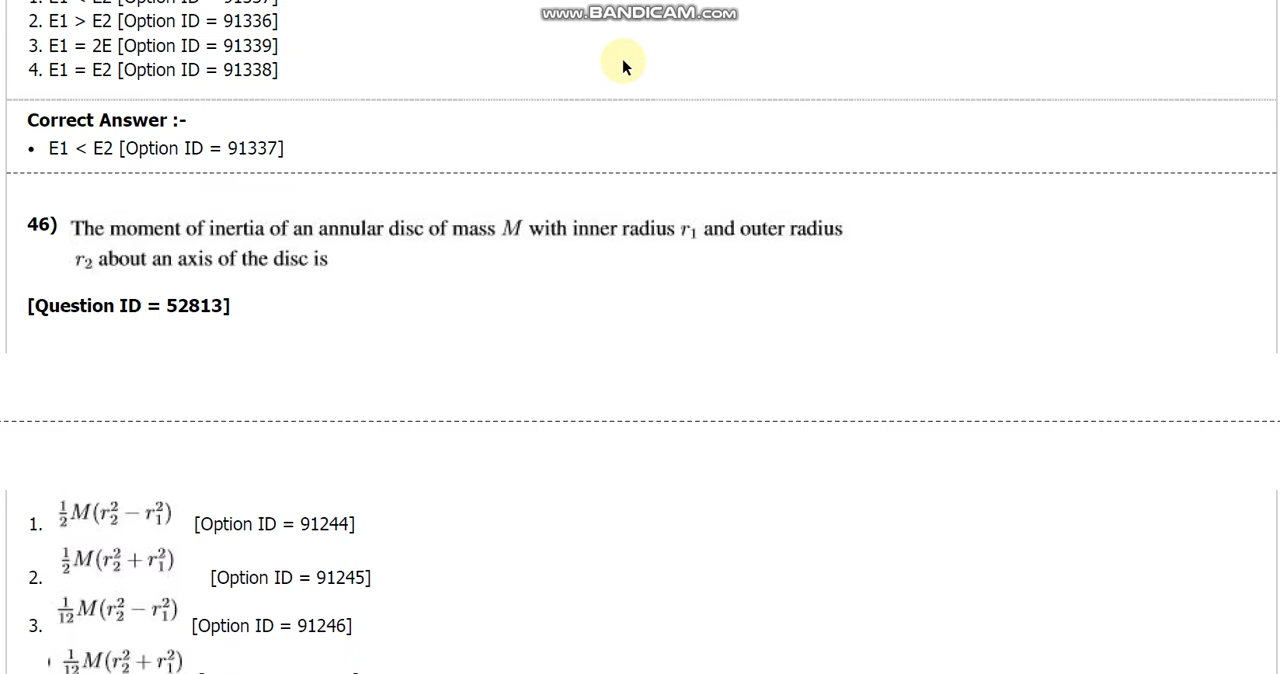 www.BANDICAM.com
2. E1 > E2 [Option ID = 91336]
3. E1 = 2E [Option ID = 91339]
4. E1 = E2 [Option ID = 91338]
Correct Answer :-
• E1 < E2 [Option ID = 91337]
46) The moment of inertia of an annular disc of mass M with inner radius r₁ and outer radius
r₂ about an axis of the disc is
[Question ID = 52813]
1. ½M(r₂² − r₁²) [Option ID = 91244]
2. ½M(r₂² + r₁²) [Option ID = 91245]
3. 1/12 M(r₂² − r₁²) [Option ID = 91246]
1/12 M(r₂² + r₁²)